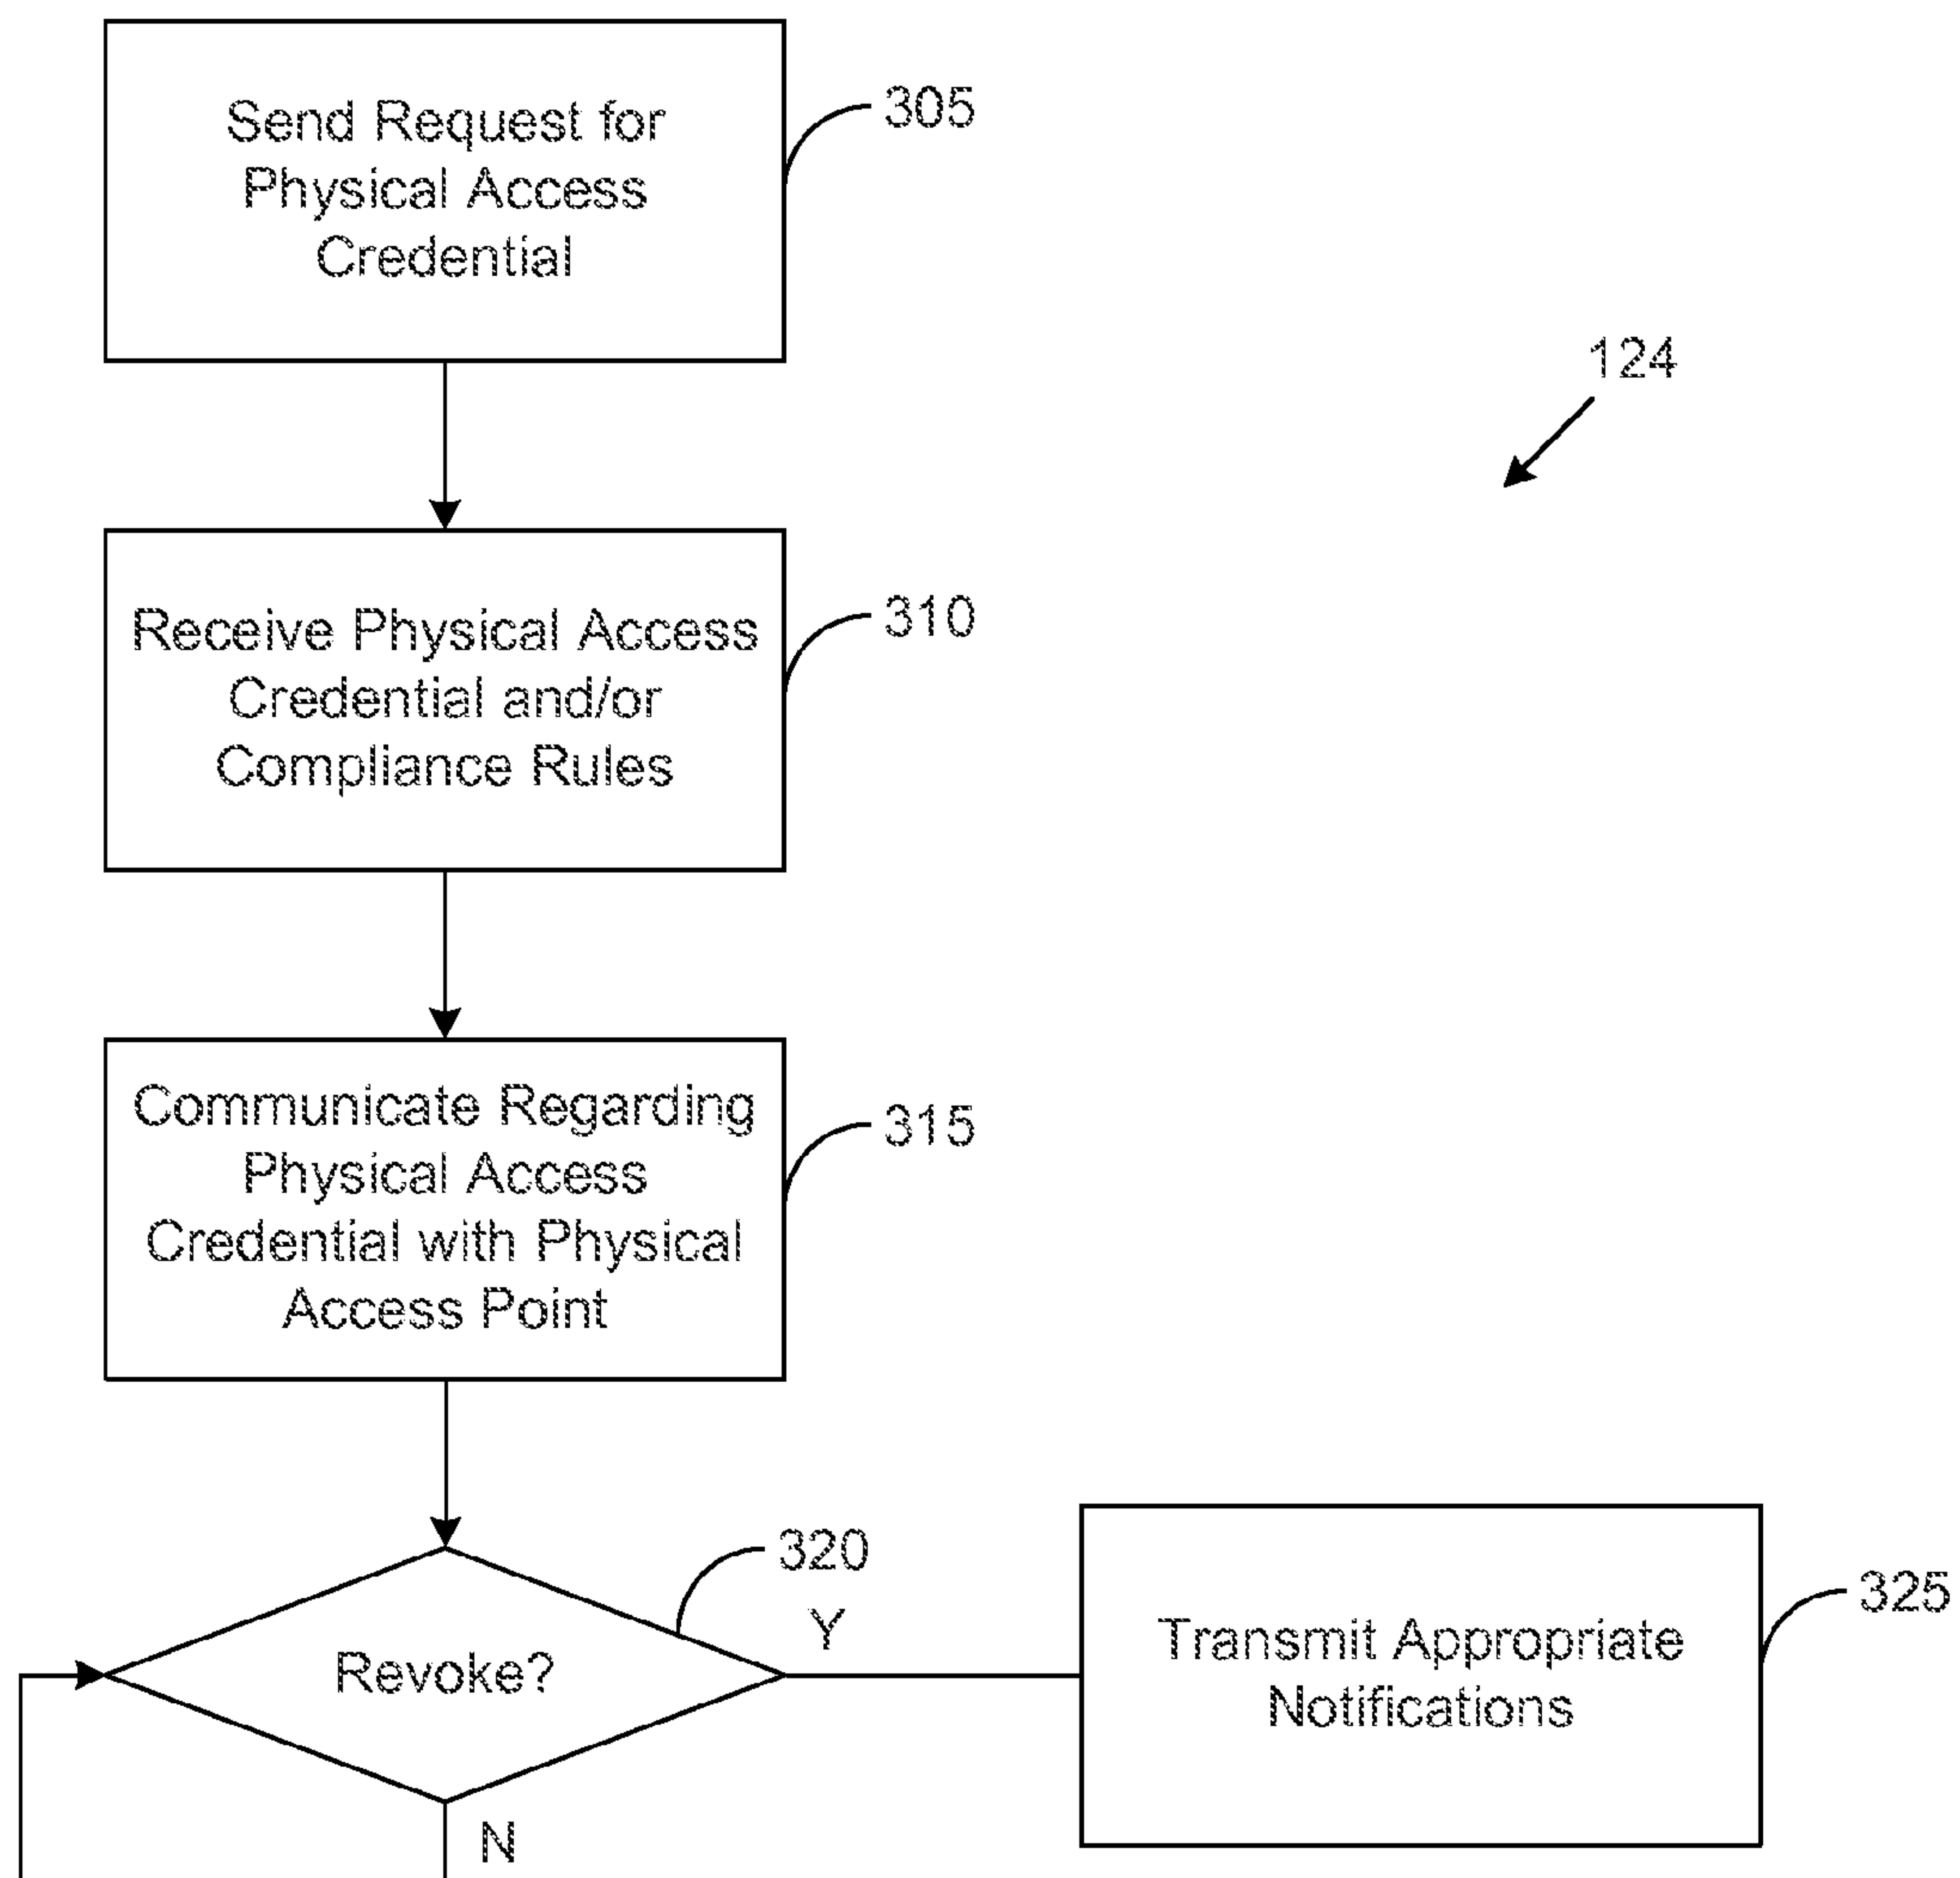 Send Request for
Physical Access
Credential
305
124
Receive Physical Access
Credential and/or
Compliance Rules
310
Communicate Regarding
Physical Access
Credential with Physical
Access Point
315
320
Revoke?
Y
N
Transmit Appropriate
Notifications
325